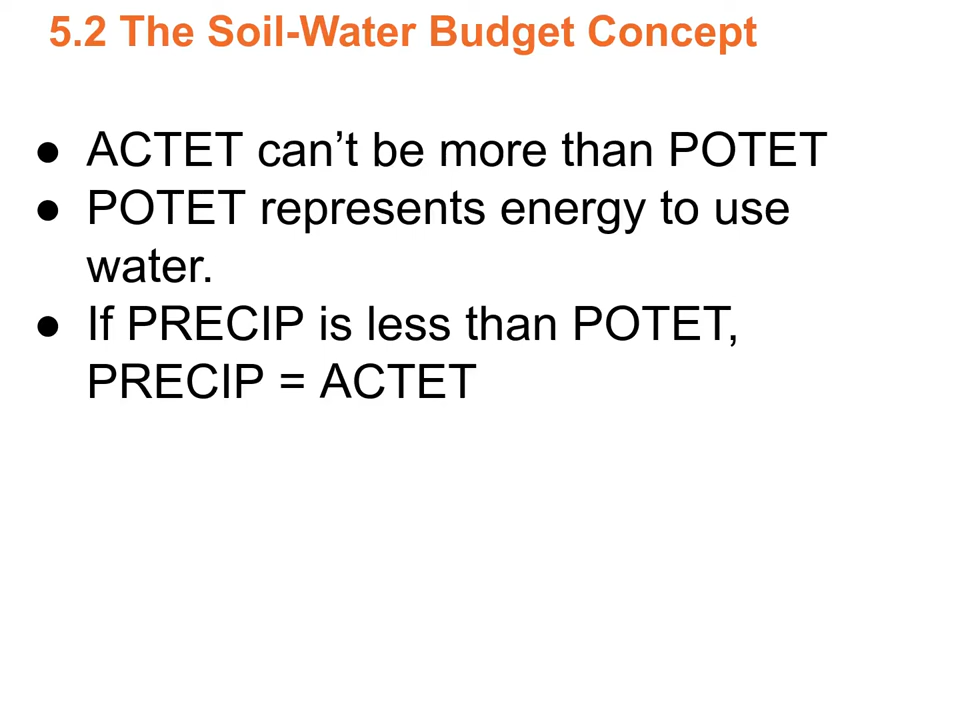 5.2 The Soil-Water Budget Concept
● ACTET can’t be more than POTET
● POTET represents energy to use
water.
● If PRECIP is less than POTET,
PRECIP = ACTET